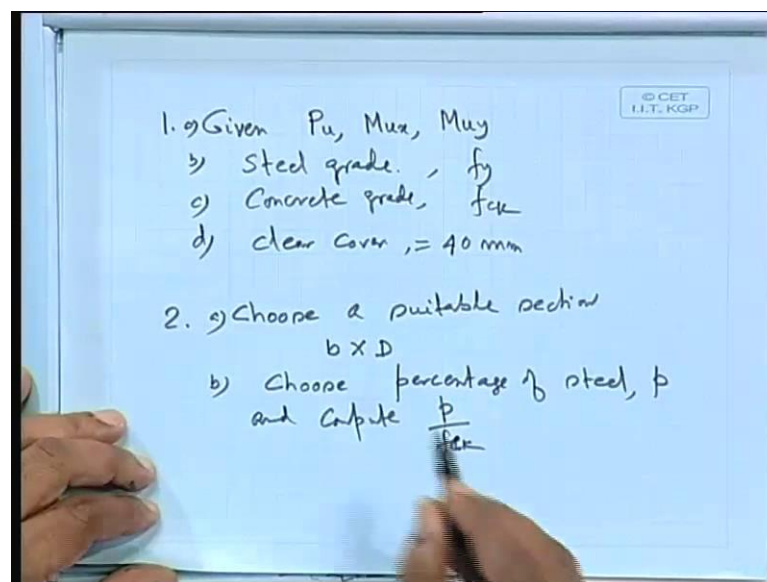 © CET
I.I.T. KGP
1. a) Given Pu, Mux, Muy
b) Steel grade. , fy
c) Concrete grade, fck
d) clear cover , = 40 mm
2. a) Choose a suitable section
b X D
b) Choose percentage of steel, p
and compute p
fck